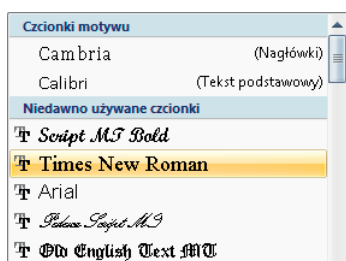 Czcionki motywu
Cambria (Nagłówki)
Calibri (Tekst podstawowy)
Niedawno używane czcionki
Script MT Bold
Times New Roman
Arial
Palace Script MT
Old English Text MT